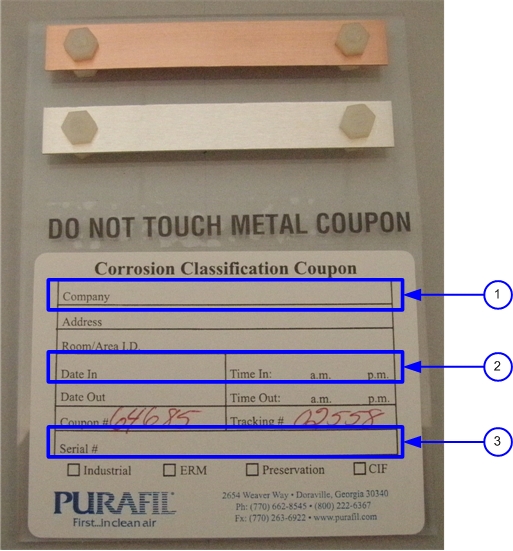 DO NOT TOUCH METAL COUPON
Corrosion Classification Coupon
Company
1
Address
Room/Area I.D.
Date In Time In: a.m. p.m.
2
Date Out Time Out: a.m. p.m.
Coupon # 64685 Tracking # 02558
Serial #
3
Industrial ERM Preservation CIF
PURAFIL
First...in clean air
2654 Weaver Way • Doraville, Georgia 30340
Ph: (770) 662-8545 • (800) 222-6367
Fx: (770) 263-6922 • www.purafil.com